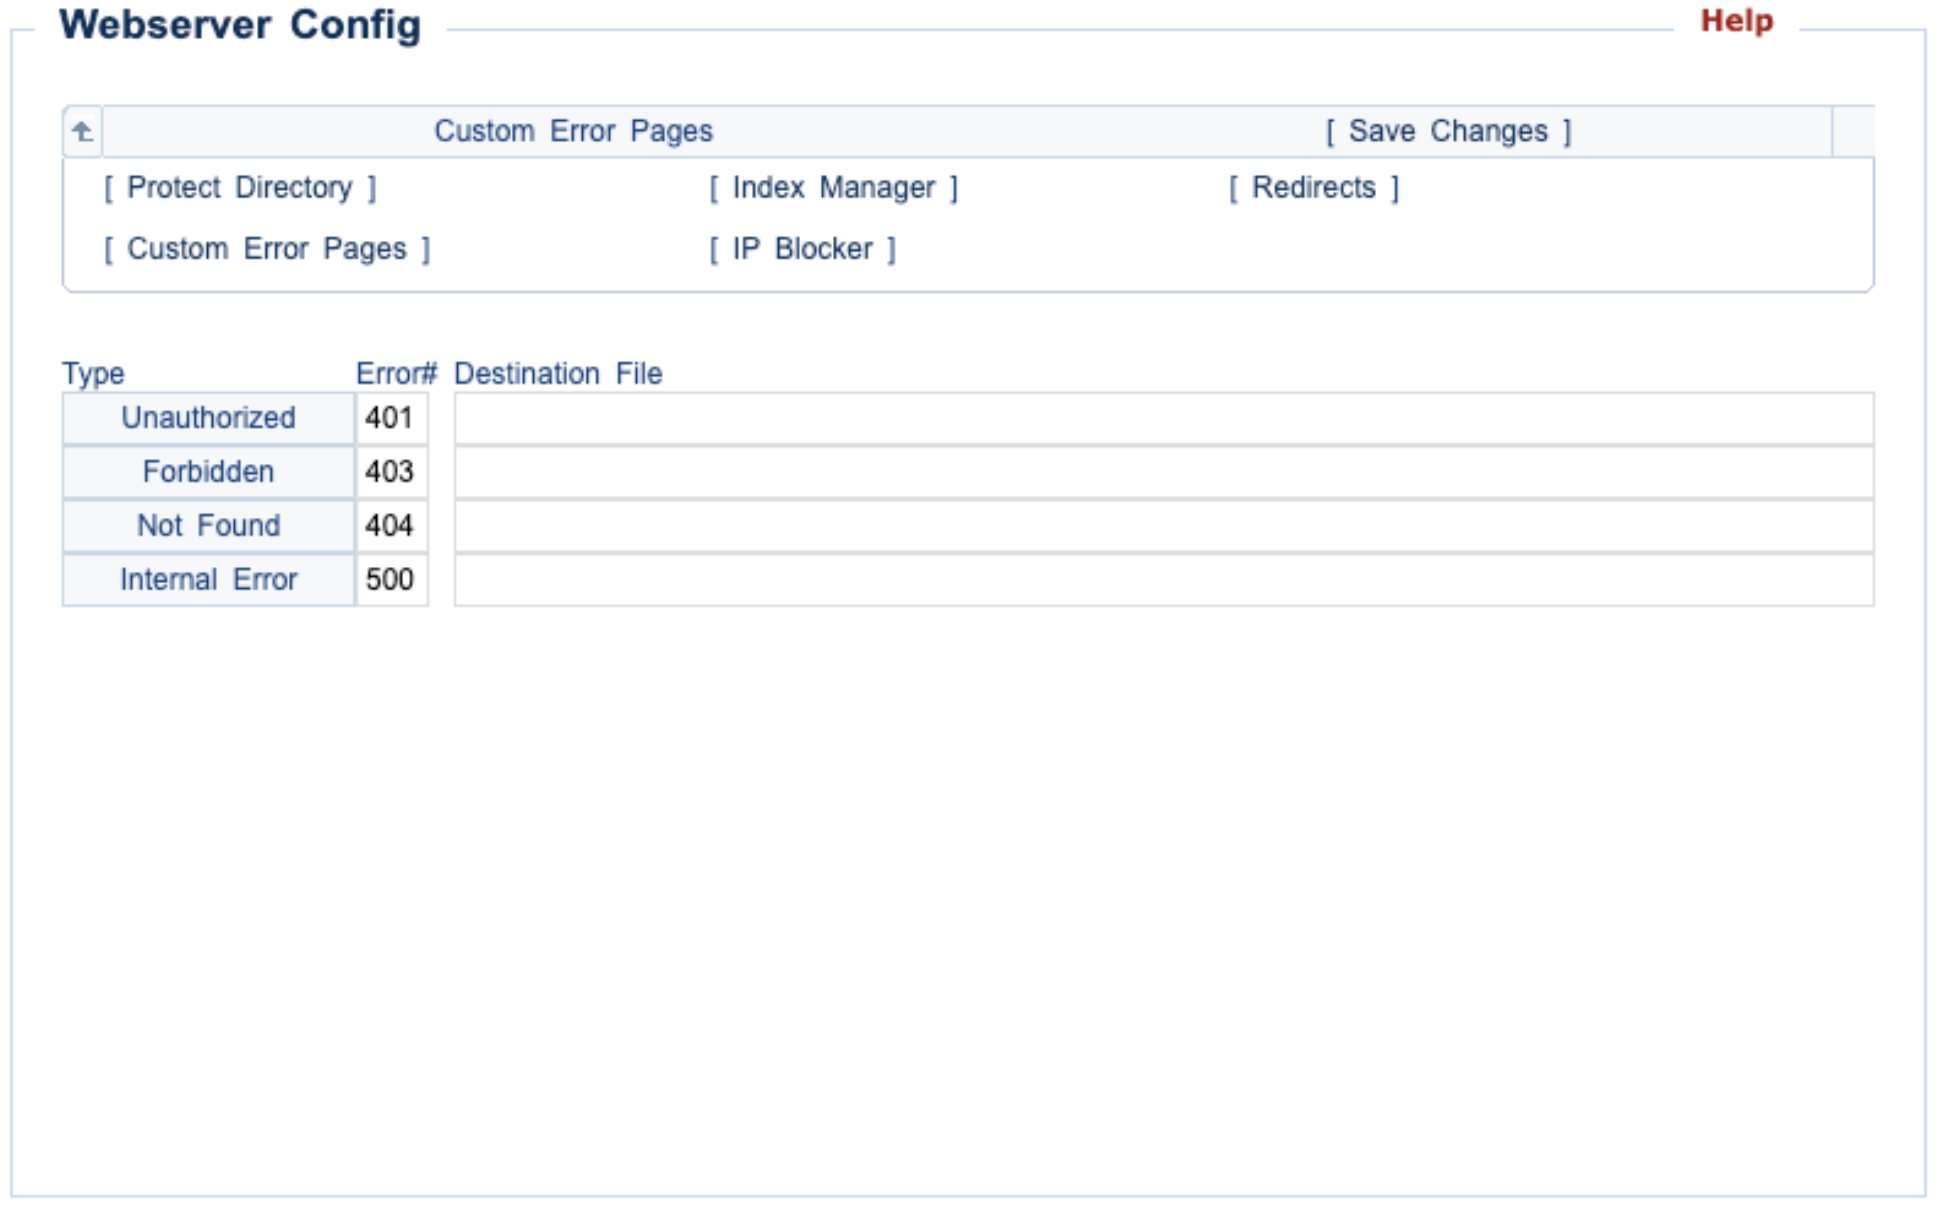 Webserver Config Help
Custom Error Pages [ Save Changes ]
[ Protect Directory ] [ Index Manager ] [ Redirects ]
[ Custom Error Pages ] [ IP Blocker ]
Type Error# Destination File
Unauthorized 401
Forbidden 403
Not Found 404
Internal Error 500